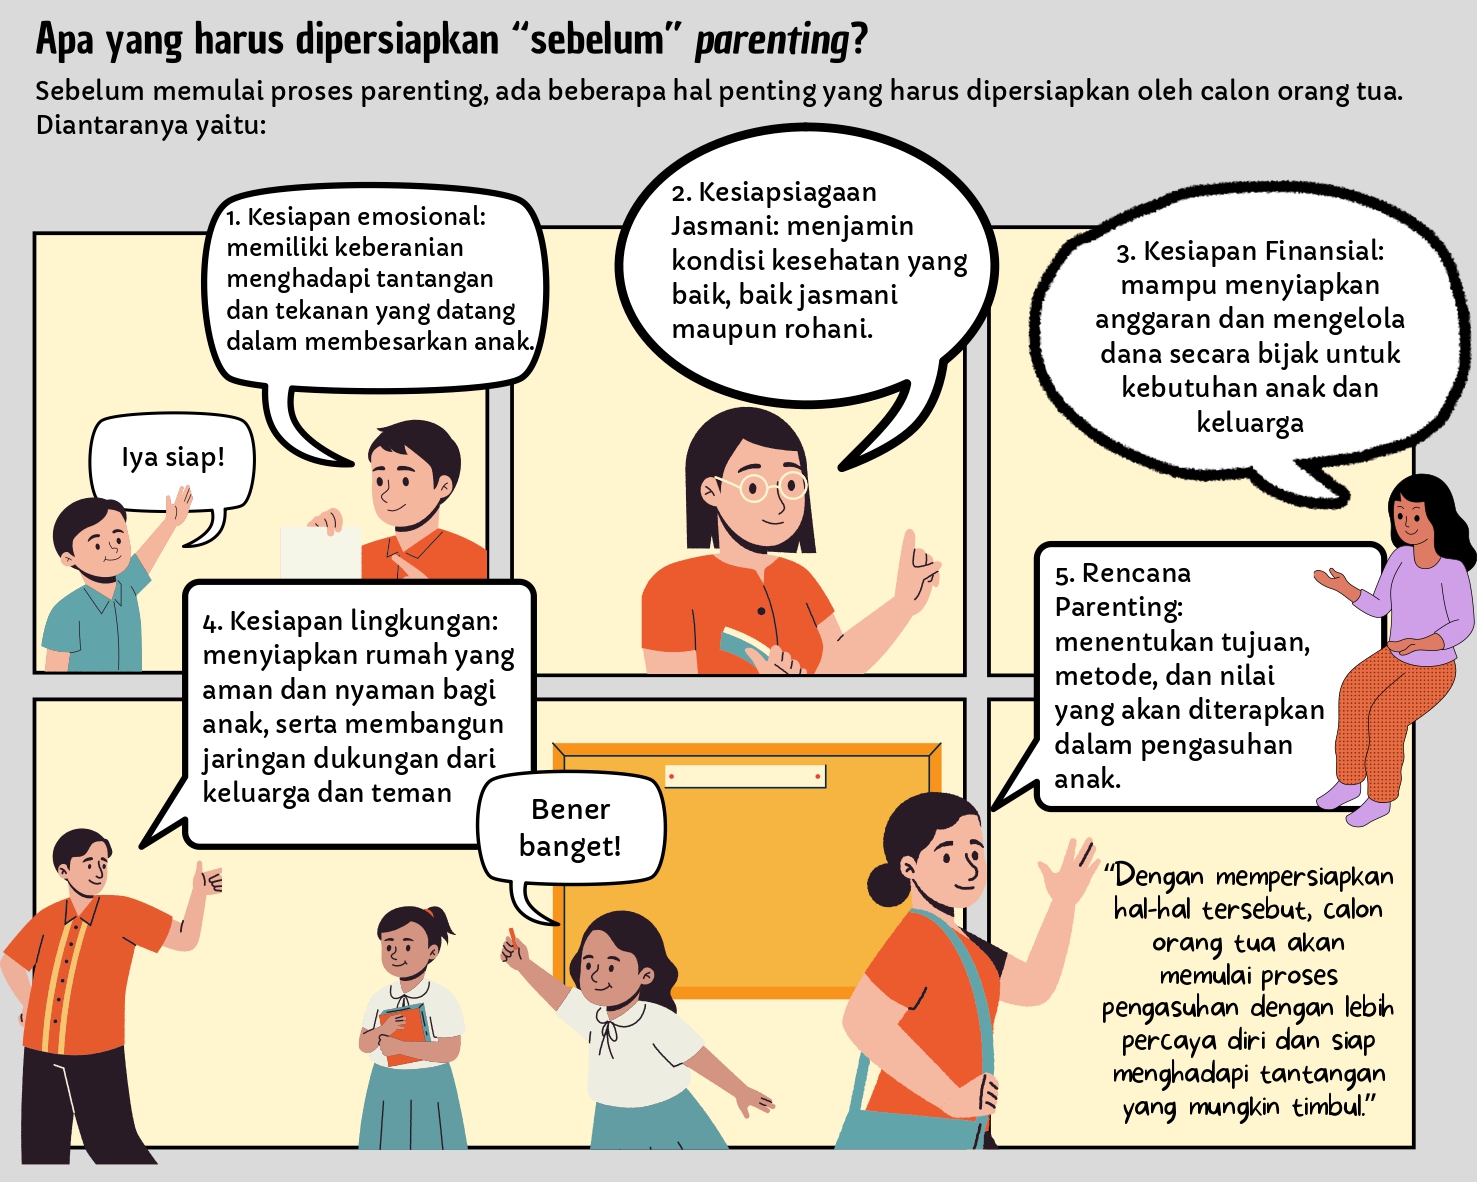 Apa yang harus dipersiapkan “sebelum” parenting?
Sebelum memulai proses parenting, ada beberapa hal penting yang harus dipersiapkan oleh calon orang tua.
Diantaranya yaitu:
1. Kesiapan emosional:
memiliki keberanian
menghadapi tantangan
dan tekanan yang datang
dalam membesarkan anak.
Iya siap!
2. Kesiapsiagaan
Jasmani: menjamin
kondisi kesehatan yang
baik, baik jasmani
maupun rohani.
3. Kesiapan Finansial:
mampu menyiapkan
anggaran dan mengelola
dana secara bijak untuk
kebutuhan anak dan
keluarga
4. Kesiapan lingkungan:
menyiapkan rumah yang
aman dan nyaman bagi
anak, serta membangun
jaringan dukungan dari
keluarga dan teman
Bener
banget!
5. Rencana
Parenting:
menentukan tujuan,
metode, dan nilai
yang akan diterapkan
dalam pengasuhan
anak.
“Dengan mempersiapkan
hal-hal tersebut, calon
orang tua akan
memulai proses
pengasuhan dengan lebih
percaya diri dan siap
menghadapi tantangan
yang mungkin timbul.”